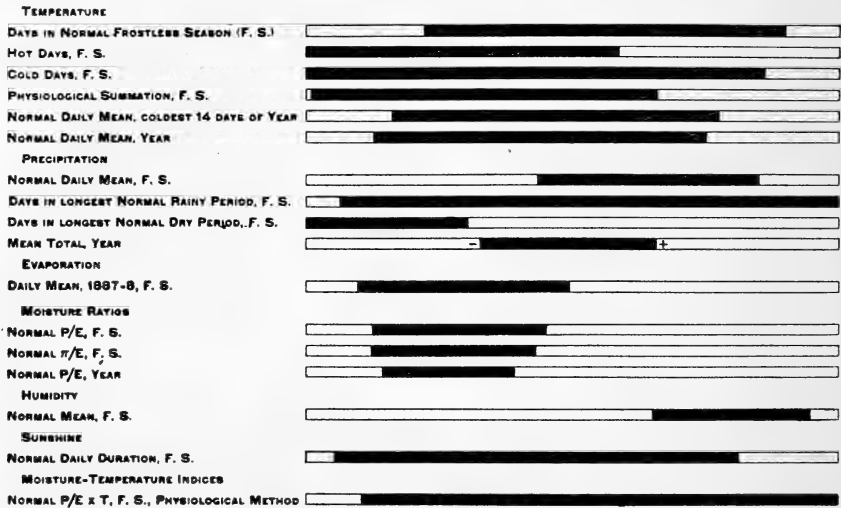 TEMPERATURE
DAYS IN NORMAL FROSTLESS SEASON (F. S.)
HOT DAYS, F. S.
COLD DAYS, F. S.
PHYSIOLOGICAL SUMMATION, F. S.
NORMAL DAILY MEAN, COLDEST 14 DAYS OF YEAR
NORMAL DAILY MEAN, YEAR
PRECIPITATION
NORMAL DAILY MEAN, F. S.
DAYS IN LONGEST NORMAL RAINY PERIOD, F. S.
DAYS IN LONGEST NORMAL DRY PERIOD, F. S.
MEAN TOTAL, YEAR − +
EVAPORATION
DAILY MEAN, 1887-8, F. S.
MOISTURE RATIOS
NORMAL P/E, F. S.
NORMAL π/E, F. S.
NORMAL P/E, YEAR
HUMIDITY
NORMAL MEAN, F. S.
SUNSHINE
NORMAL DAILY DURATION, F. S.
MOISTURE-TEMPERATURE INDICES
NORMAL P/E x T, F. S., PHYSIOLOGICAL METHOD